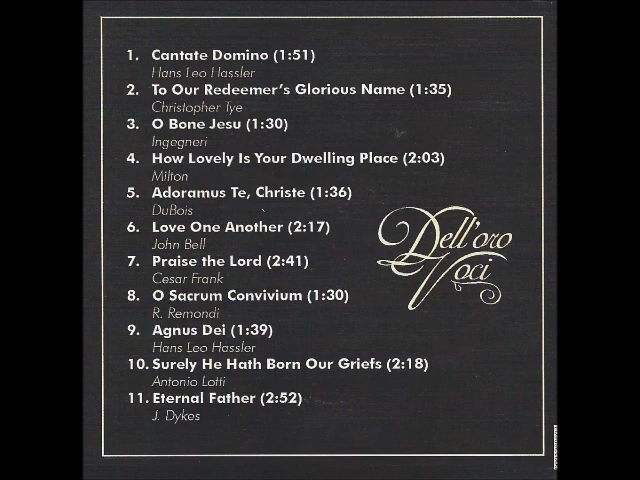 1. Cantate Domino (1:51)
Hans Leo Hassler
2. To Our Redeemer's Glorious Name (1:35)
Christopher Tye
3. O Bone Jesu (1:30)
Ingegneri
4. How Lovely Is Your Dwelling Place (2:03)
Milton
5. Adoramus Te, Christe (1:36)
DuBois
6. Love One Another (2:17)
John Bell
7. Praise the Lord (2:41)
Cesar Frank
8. O Sacrum Convivium (1:30)
R. Remondi
9. Agnus Dei (1:39)
Hans Leo Hassler
10. Surely He Hath Born Our Griefs (2:18)
Antonio Lotti
11. Eternal Father (2:52)
J. Dykes
Dell'oro
Voci